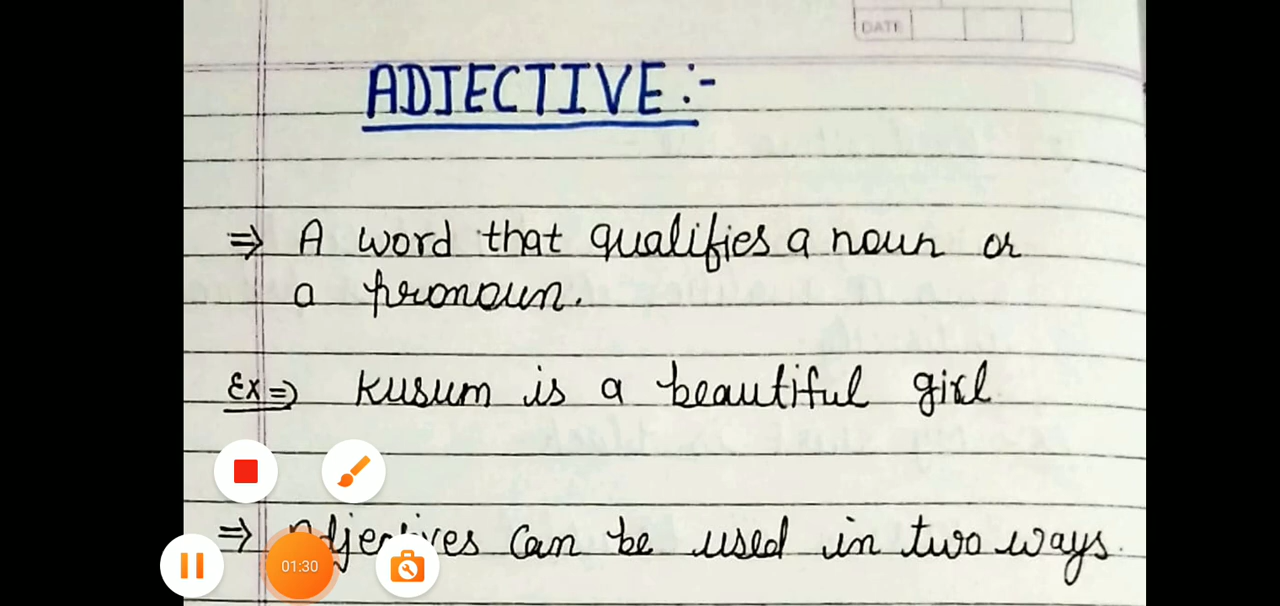 DATE
ADJECTIVE :-
⇒ A word that qualifies a noun or
a pronoun.
Ex ⇒ Kusum is a beautiful girl
⇒ Adjectives can be used in two ways.
01:30